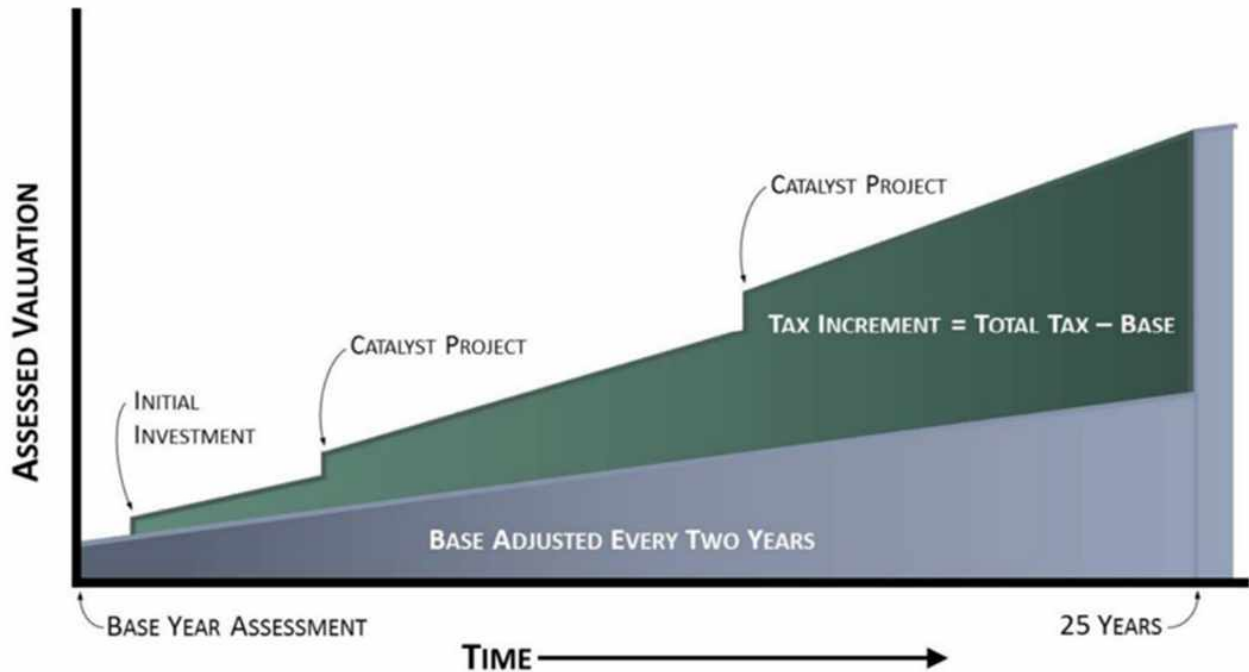 ASSESSED VALUATION
CATALYST PROJECT
TAX INCREMENT = TOTAL TAX – BASE
CATALYST PROJECT
INITIAL
INVESTMENT
BASE ADJUSTED EVERY TWO YEARS
BASE YEAR ASSESSMENT
25 YEARS
TIME